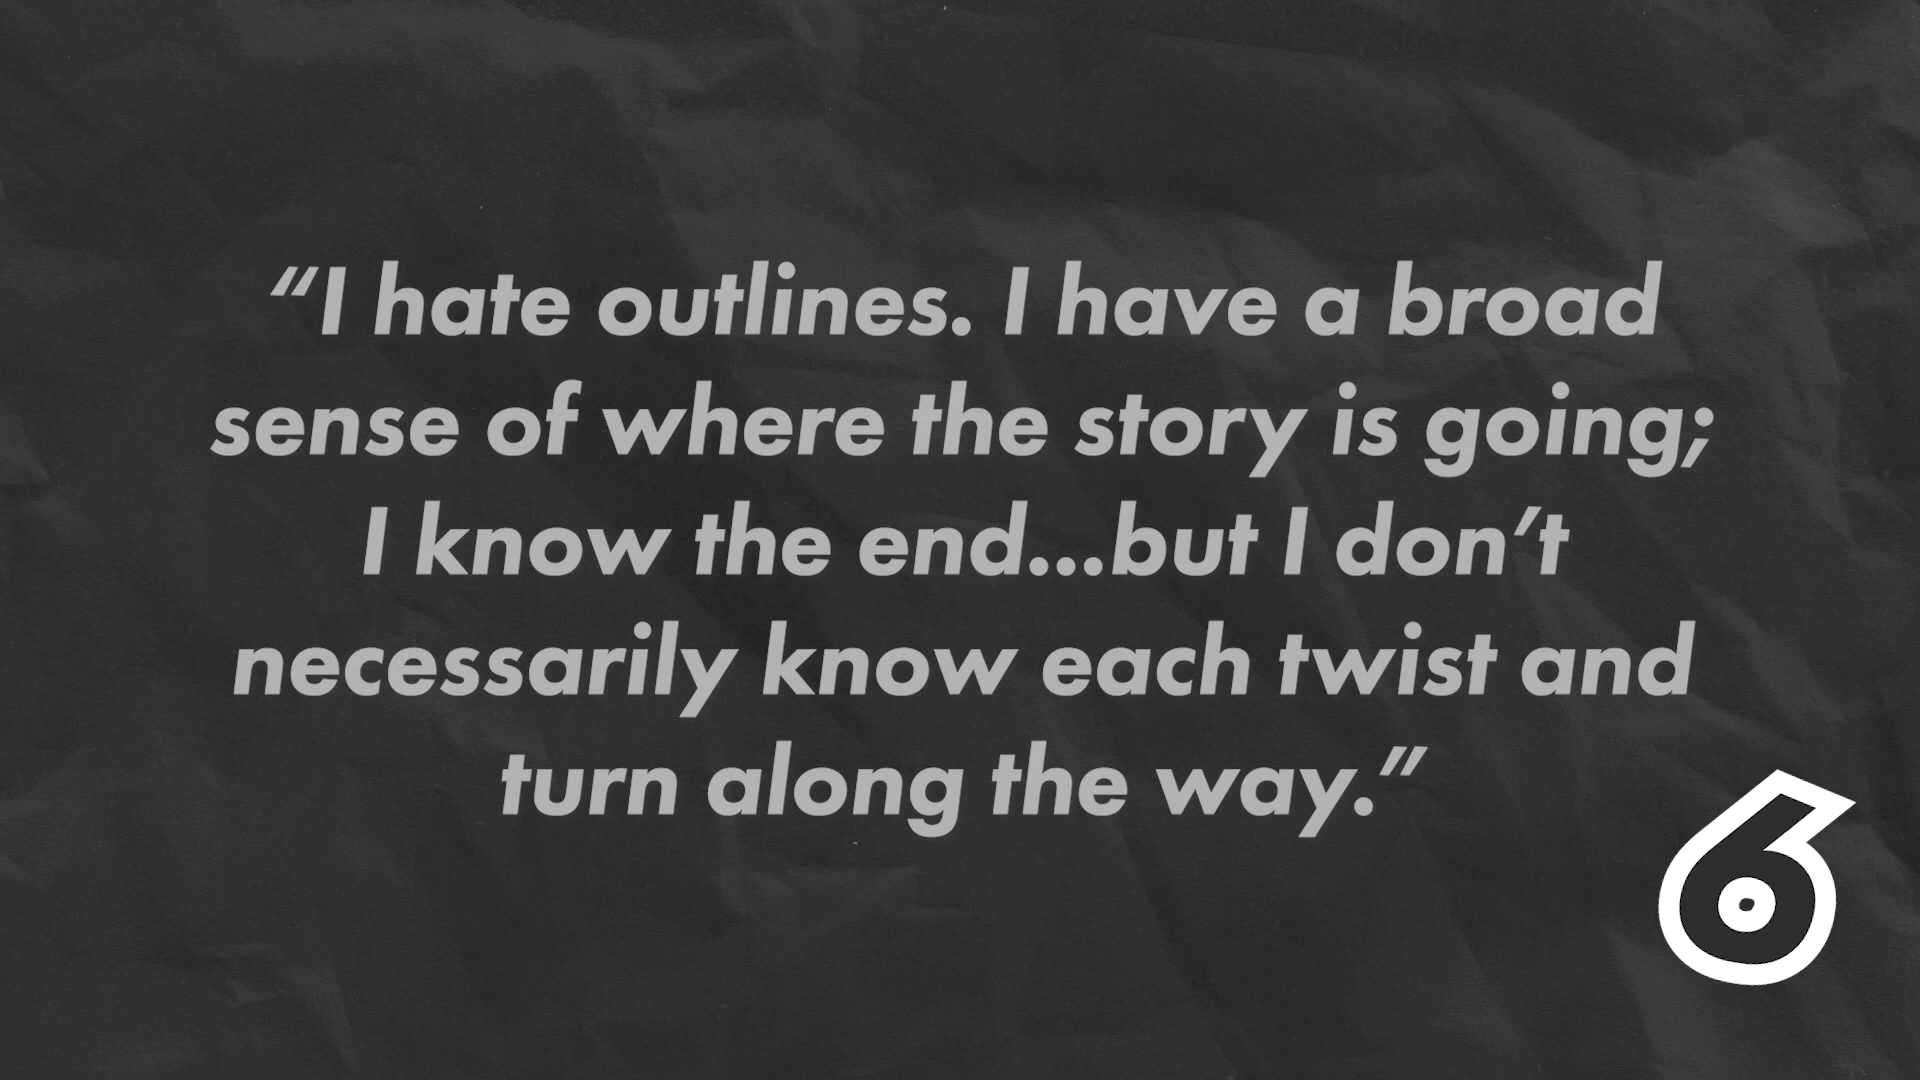 “I hate outlines. I have a broad
sense of where the story is going;
I know the end...but I don’t
necessarily know each twist and
turn along the way.”
6